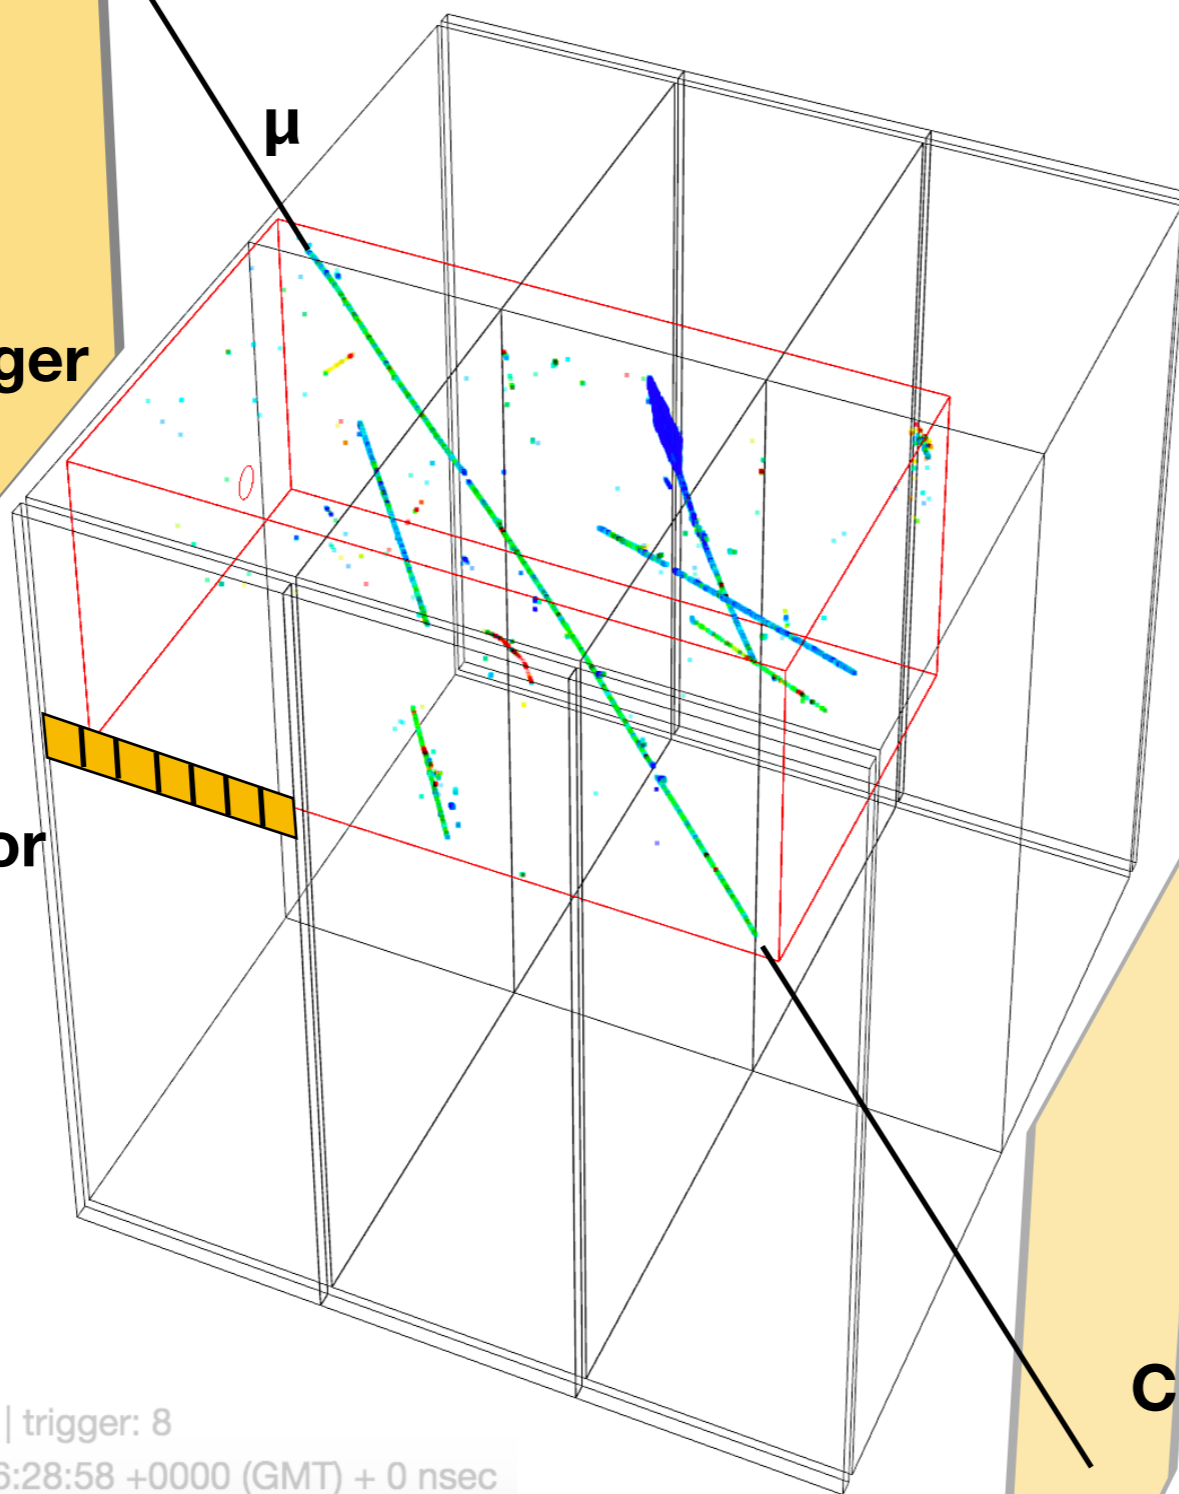 μ
ger
or
C
| trigger: 8
6:28:58 +0000 (GMT) + 0 nsec